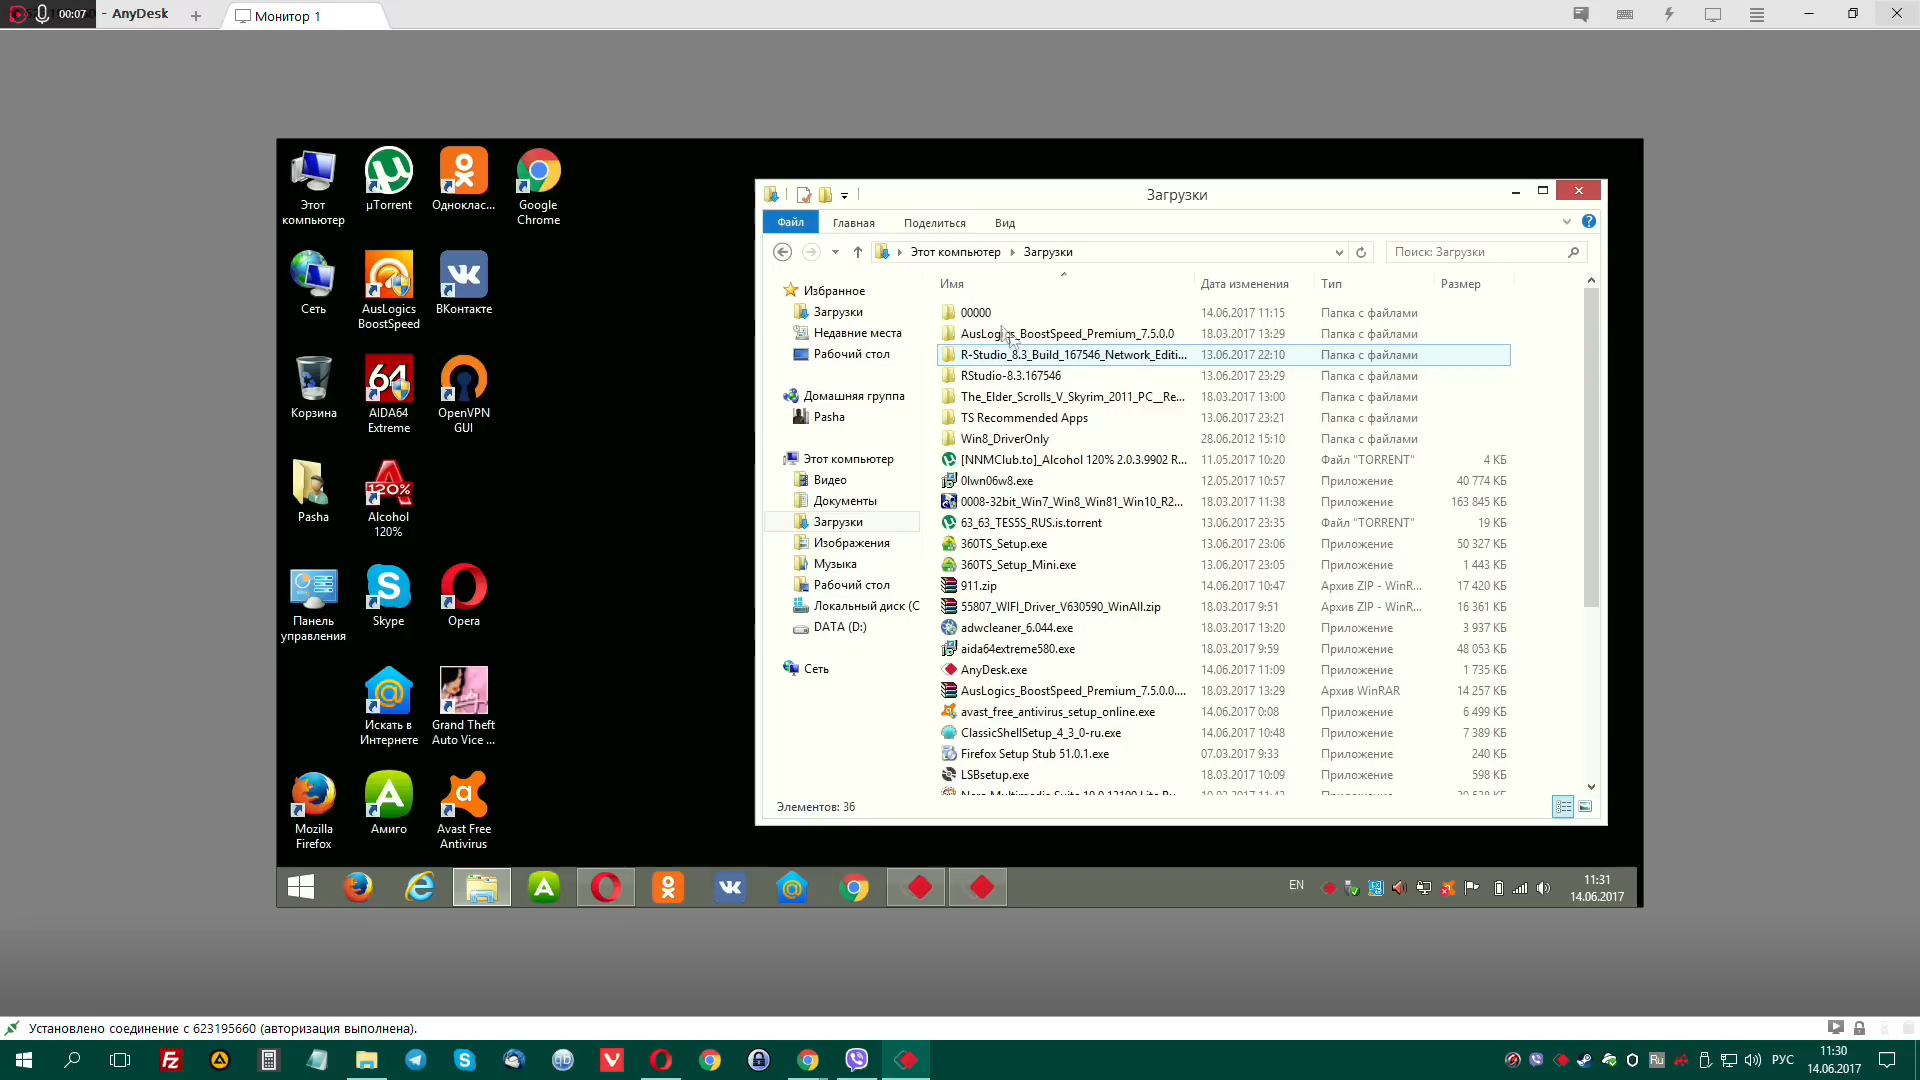 00:07
- AnyDesk
Монитор 1
Этот компьютер
µTorrent
Одноклас...
Google Chrome
Сеть
AusLogics BoostSpeed
ВКонтакте
Корзина
AIDA64 Extreme
OpenVPN GUI
Pasha
Alcohol 120%
Панель управления
Skype
Opera
Искать в Интернете
Grand Theft Auto Vice ...
Mozilla Firefox
Амиго
Avast Free Antivirus
Загрузки
Файл Главная Поделиться Вид
Этот компьютер Загрузки
Поиск: Загрузки
Избранное
Загрузки
Недавние места
Рабочий стол
Домашняя группа
Pasha
Этот компьютер
Видео
Документы
Загрузки
Изображения
Музыка
Рабочий стол
Локальный диск (C
DATA (D:)
Сеть
Имя Дата изменения Тип Размер
00000 14.06.2017 11:15 Папка с файлами
AusLogics_BoostSpeed_Premium_7.5.0.0 18.03.2017 13:29 Папка с файлами
R-Studio_8.3_Build_167546_Network_Editi... 13.06.2017 22:10 Папка с файлами
RStudio-8.3.167546 13.06.2017 23:29 Папка с файлами
The_Elder_Scrolls_V_Skyrim_2011_PC__Re... 18.03.2017 13:00 Папка с файлами
TS Recommended Apps 13.06.2017 23:21 Папка с файлами
Win8_DriverOnly 28.06.2012 15:10 Папка с файлами
[NNMClub.to]_Alcohol 120% 2.0.3.9902 R... 11.05.2017 10:20 Файл "TORRENT" 4 КБ
0lwn06w8.exe 12.05.2017 10:57 Приложение 40 774 КБ
0008-32bit_Win7_Win8_Win81_Win10_R2... 18.03.2017 11:38 Приложение 163 845 КБ
63_63_TES5S_RUS.is.torrent 13.06.2017 23:35 Файл "TORRENT" 19 КБ
360TS_Setup.exe 13.06.2017 23:06 Приложение 50 327 КБ
360TS_Setup_Mini.exe 13.06.2017 23:05 Приложение 1 443 КБ
911.zip 14.06.2017 10:47 Архив ZIP - WinR... 17 420 КБ
55807_WIFI_Driver_V630590_WinAll.zip 18.03.2017 9:51 Архив ZIP - WinR... 16 361 КБ
adwcleaner_6.044.exe 18.03.2017 13:20 Приложение 3 937 КБ
aida64extreme580.exe 18.03.2017 9:59 Приложение 48 053 КБ
AnyDesk.exe 14.06.2017 11:09 Приложение 1 735 КБ
AusLogics_BoostSpeed_Premium_7.5.0.0.... 18.03.2017 13:29 Архив WinRAR 14 257 КБ
avast_free_antivirus_setup_online.exe 14.06.2017 0:08 Приложение 6 499 КБ
ClassicShellSetup_4_3_0-ru.exe 14.06.2017 10:48 Приложение 7 389 КБ
Firefox Setup Stub 51.0.1.exe 07.03.2017 9:33 Приложение 240 КБ
LSBsetup.exe 18.03.2017 10:09 Приложение 598 КБ
Элементов: 36
EN
11:31
14.06.2017
Установлено соединение с 623195660 (авторизация выполнена).
РУС
11:30
14.06.2017